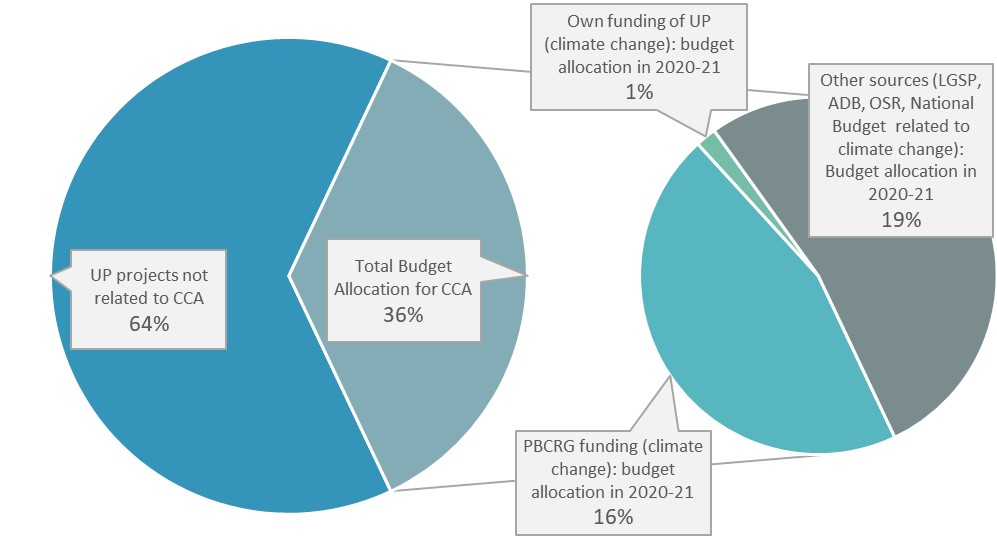 UP projects not
related to CCA
64%
Total Budget
Allocation for CCA
36%
Own funding of UP
(climate change): budget
allocation in 2020-21
1%
Other sources (LGSP,
ADB, OSR, National
Budget related to
climate change):
Budget allocation in
2020-21
19%
PBCRG funding (climate
change): budget
allocation in 2020-21
16%